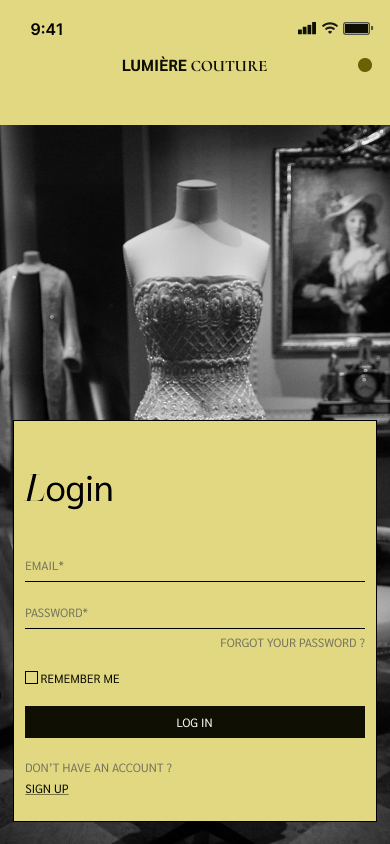 9:41
LUMIÈRE COUTURE
Login
EMAIL*
PASSWORD*
FORGOT YOUR PASSWORD ?
REMEMBER ME
LOG IN
DON'T HAVE AN ACCOUNT ?
SIGN UP